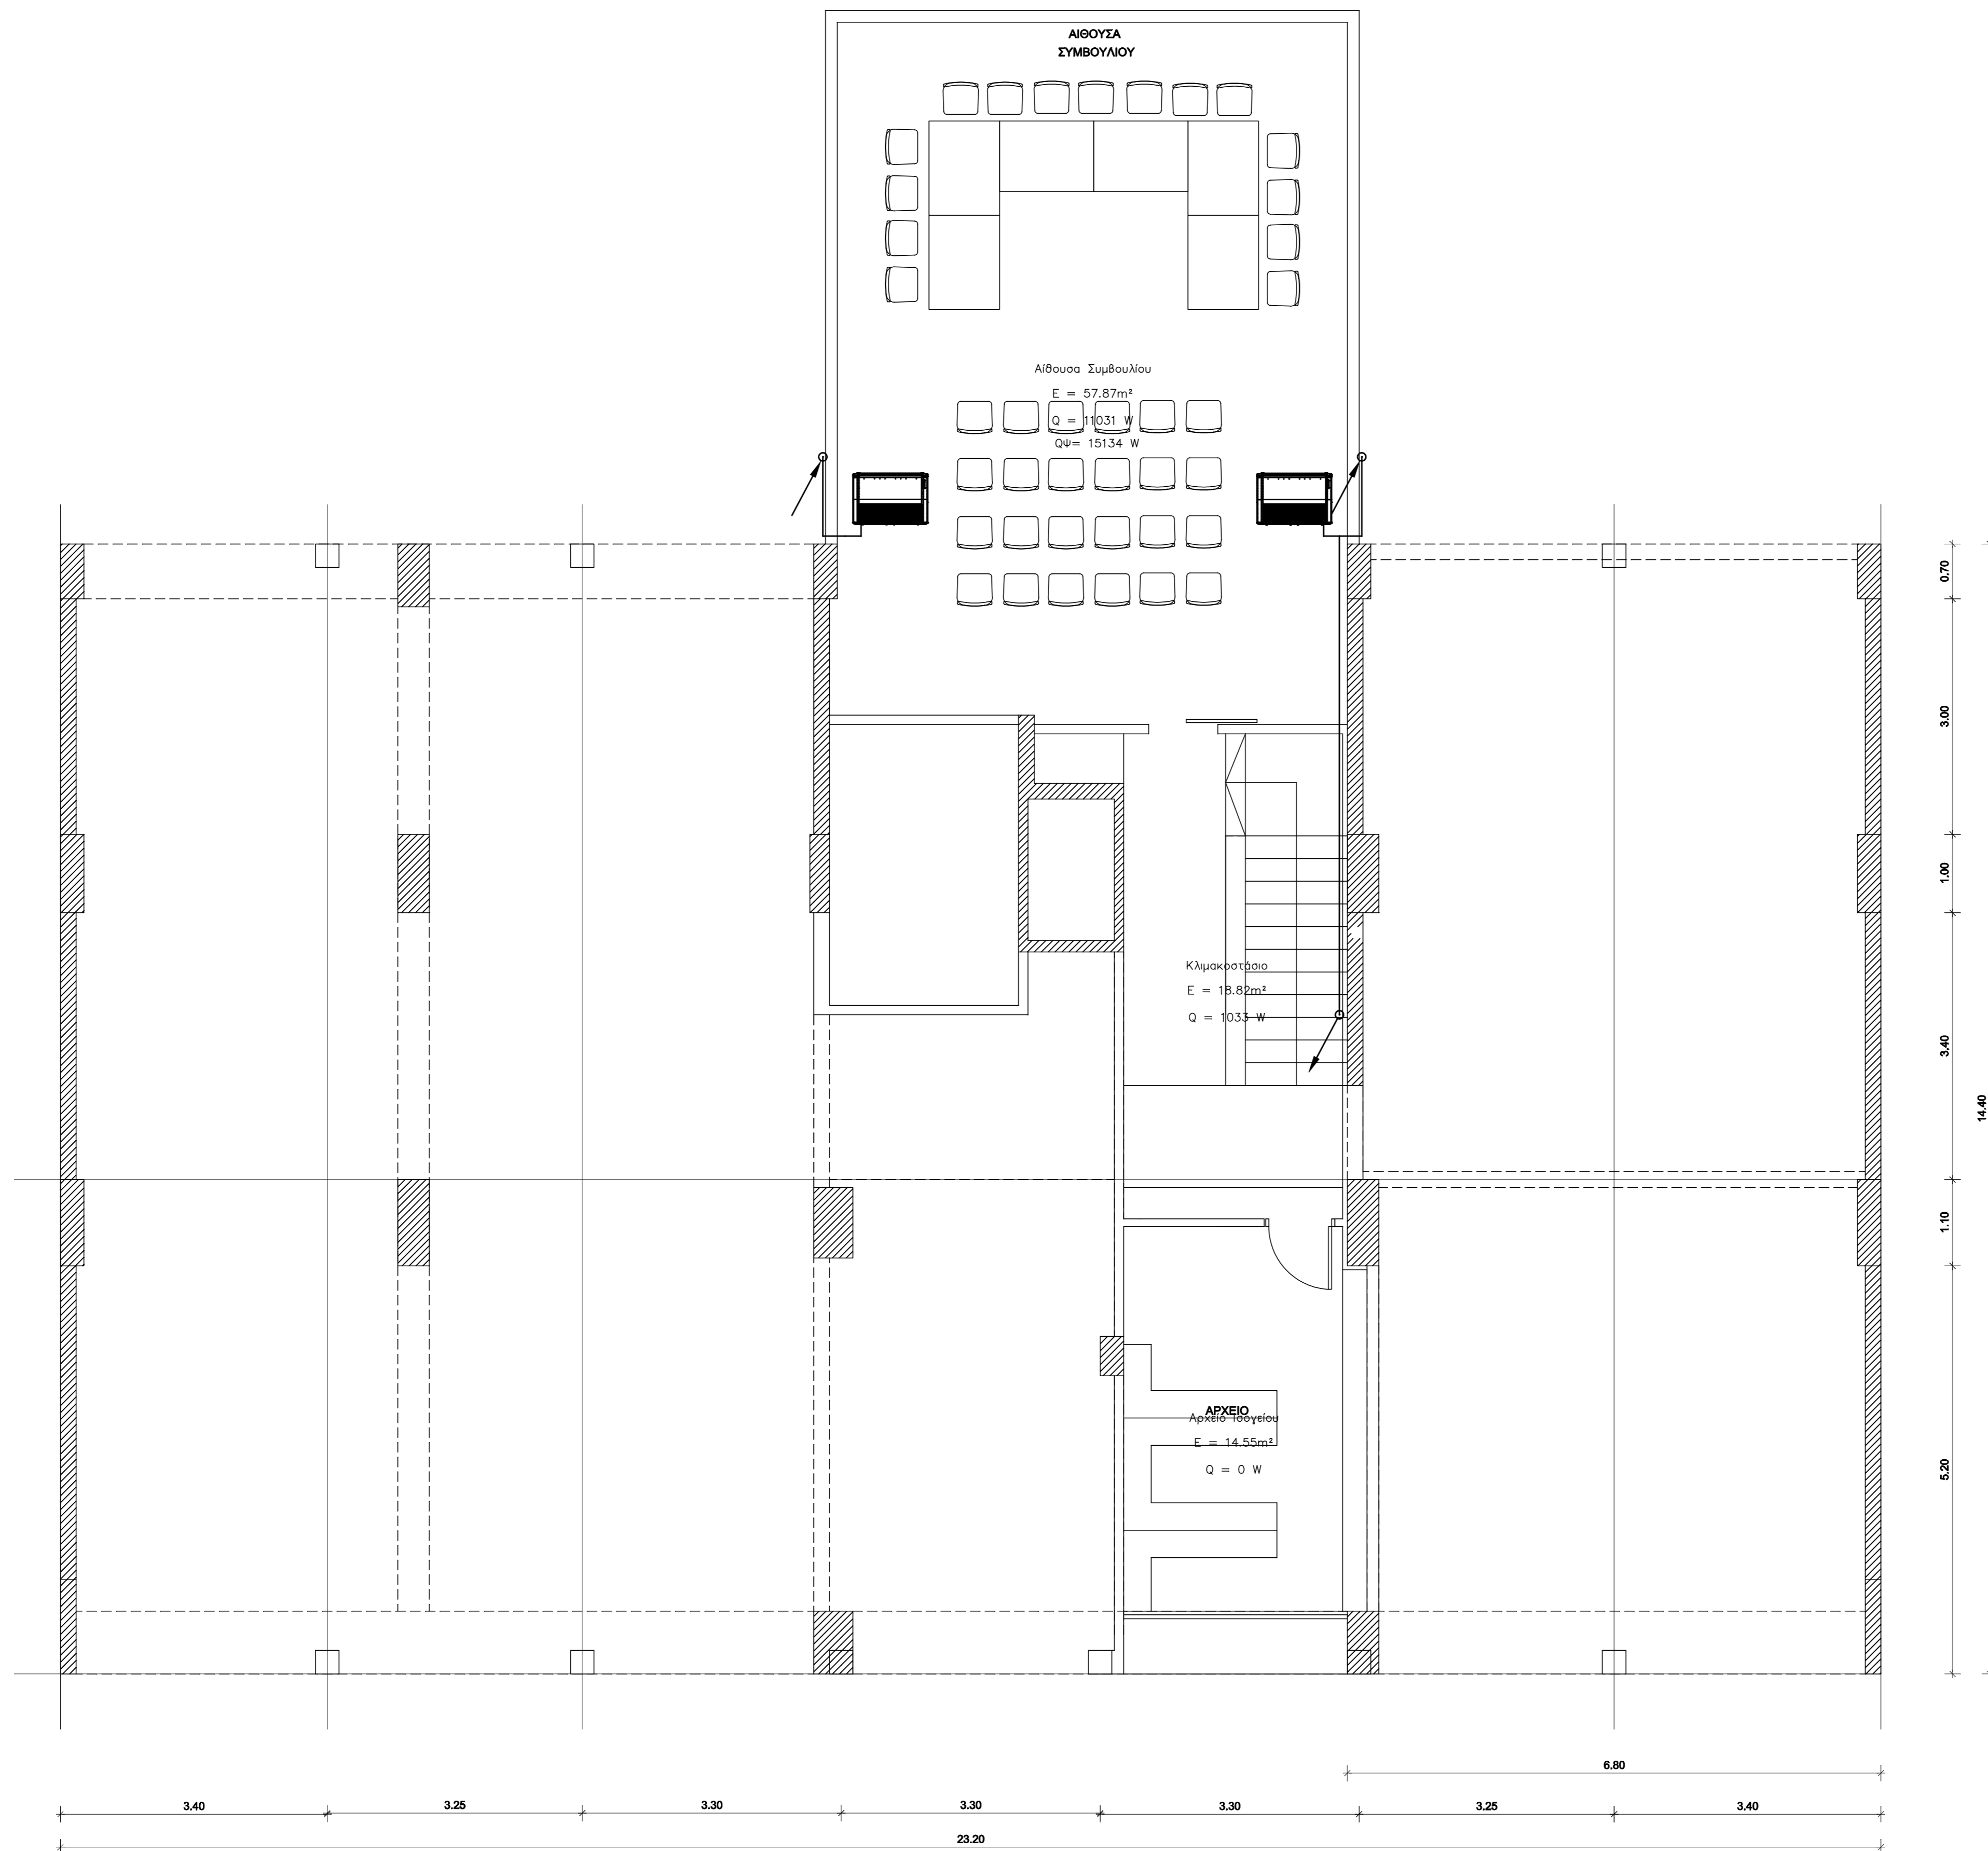 ΑΙΘΟΥΣΑ
ΣΥΜΒΟΥΛΙΟΥ
Αίθουσα Συμβουλίου
E = 57.87m²
Q = 11031 W
QΨ= 15134 W
0.70
3.00
1.00
3.40
14.40
1.10
5.20
Κλιμακοστάσιο
E = 18.82m²
Q = 1033 W
ΑΡΧΕΙΟ
Αρχείο Ισογείου
E = 14.55m²
Q = 0 W
6.80
3.40
3.25
3.30
3.30
3.30
3.25
3.40
23.20